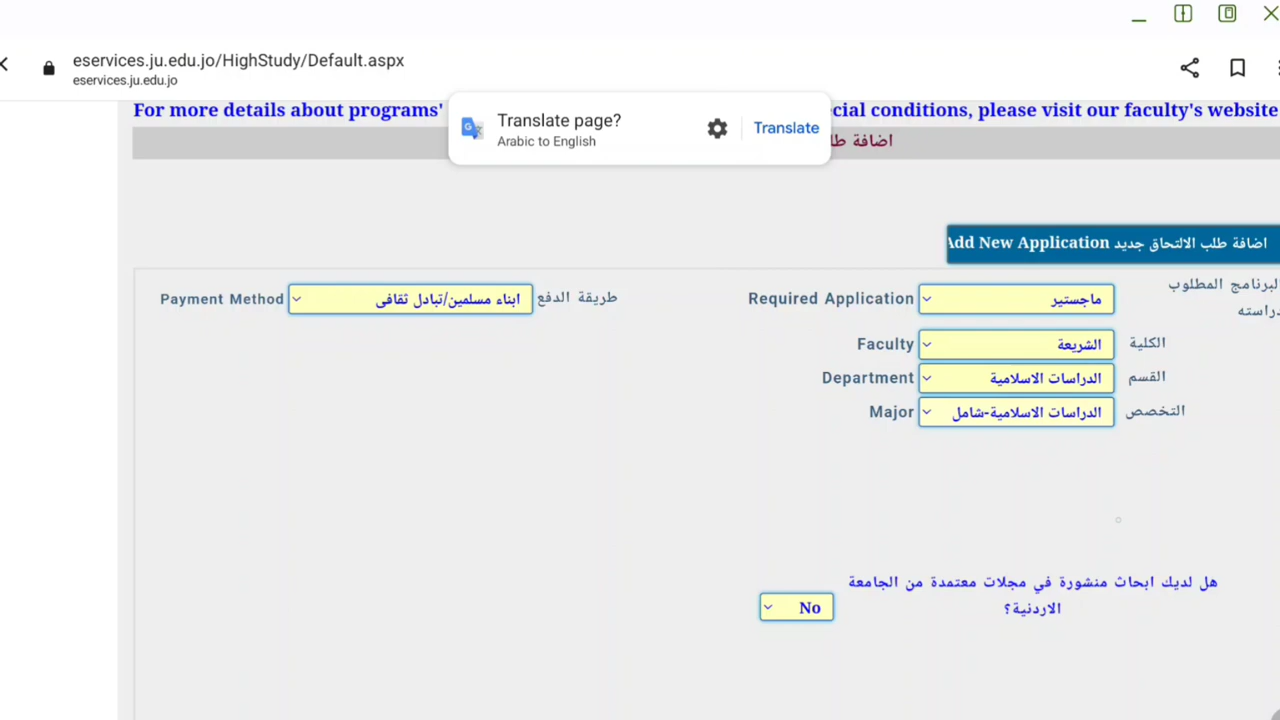 eservices.ju.edu.jo/HighStudy/Default.aspx
eservices.ju.edu.jo
For more details about programs' cial conditions, please visit our faculty's website
Translate page?
Arabic to English
Translate
اضافة طل
اضافة طلب الالتحاق جديد Add New Application
البرنامج المطلوب دراسته
ماجستير
Required Application
طريقة الدفع
ابناء مسلمين/تبادل ثقافى
Payment Method
الكلية
الشريعة
Faculty
القسم
الدراسات الاسلامية
Department
التخصص
الدراسات الاسلامية-شامل
Major
هل لديك ابحاث منشورة في مجلات معتمدة من الجامعة
الاردنية؟
No